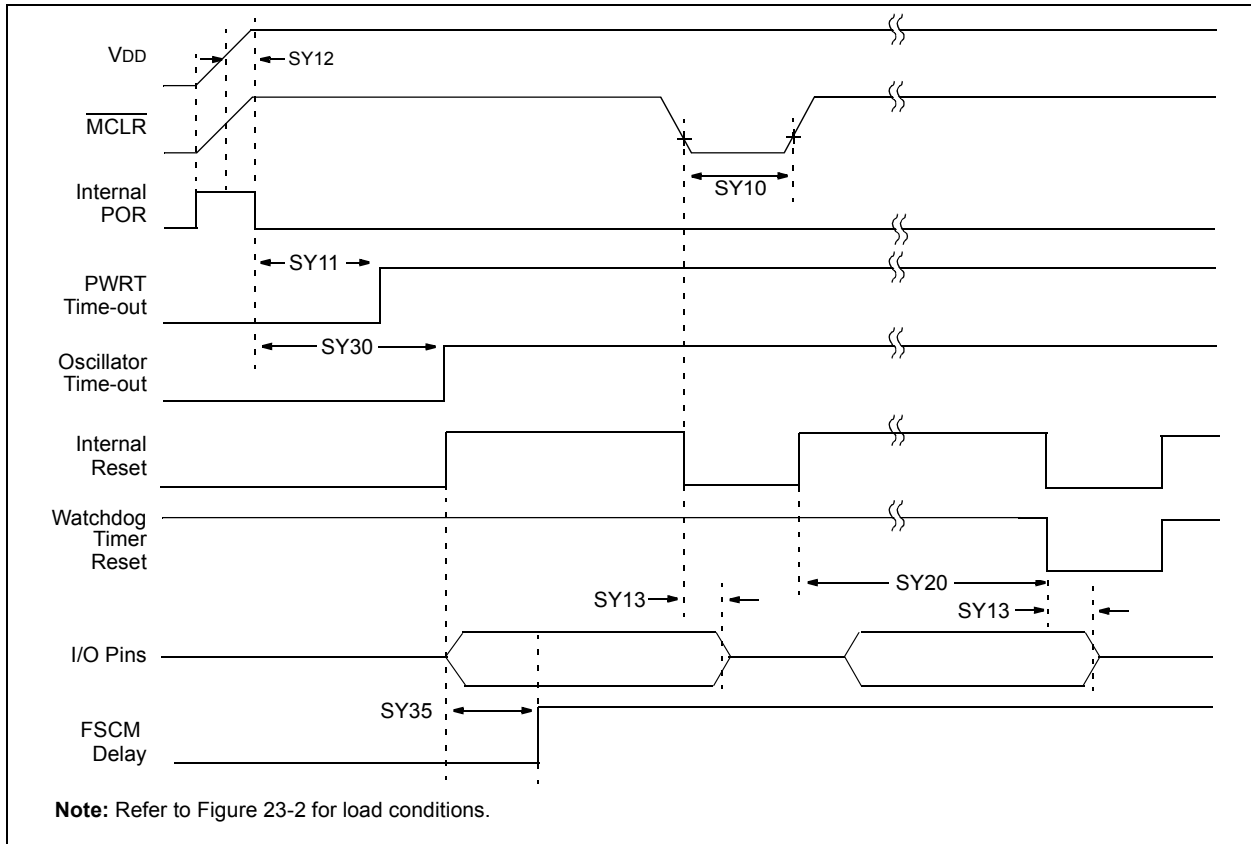 VDD
SY12
MCLR
SY10
Internal
POR
SY11
PWRT
Time-out
SY30
Oscillator
Time-out
Internal
Reset
Watchdog
Timer
Reset
SY20
SY13
SY13
I/O Pins
SY35
FSCM
Delay
Note: Refer to Figure 23-2 for load conditions.